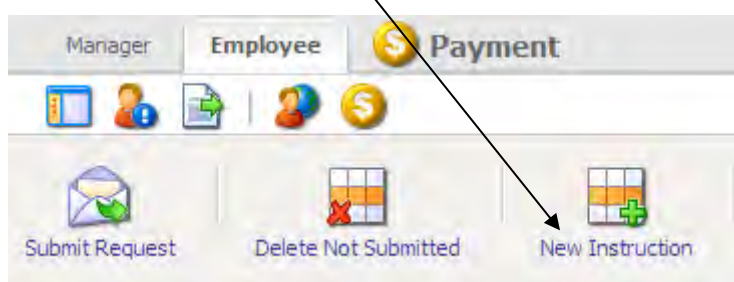 Manager Employee Payment
Submit Request Delete Not Submitted New Instruction